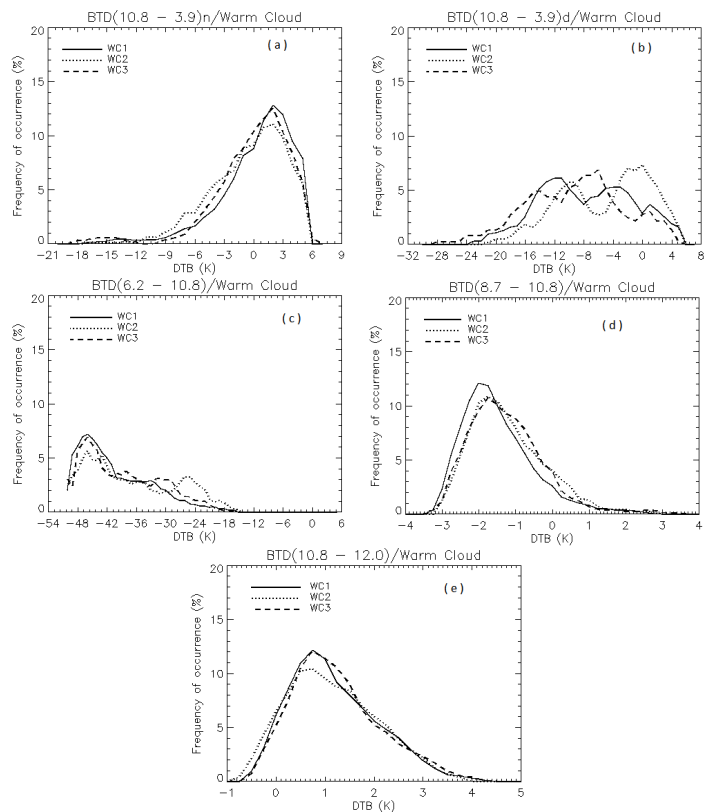 BTD(10.8 − 3.9)n/Warm Cloud
(a)
WC1
WC2
WC3
Frequency of occurrence (%)
20
15
10
5
0
−21 −18 −15 −12 −9 −6 −3 0 3 6 9
DTB (K)
BTD(10.8 − 3.9)d/Warm Cloud
(b)
WC1
WC2
WC3
Frequency of occurrence (%)
20
15
10
5
0
−32 −28 −24 −20 −16 −12 −8 −4 0 4 8
DTB (K)
BTD(6.2 − 10.8)/Warm Cloud
(c)
WC1
WC2
WC3
Frequency of occurrence (%)
20
15
10
5
0
−54 −48 −42 −36 −30 −24 −18 −12 −6 0 6
DTB (K)
BTD(8.7 − 10.8)/Warm Cloud
(d)
WC1
WC2
WC3
Frequency of occurrence (%)
20
15
10
5
0
−4 −3 −2 −1 0 1 2 3 4
DTB (K)
BTD(10.8 − 12.0)/Warm Cloud
(e)
WC1
WC2
WC3
Frequency of occurrence (%)
20
15
10
5
0
−1 0 1 2 3 4 5
DTB (K)